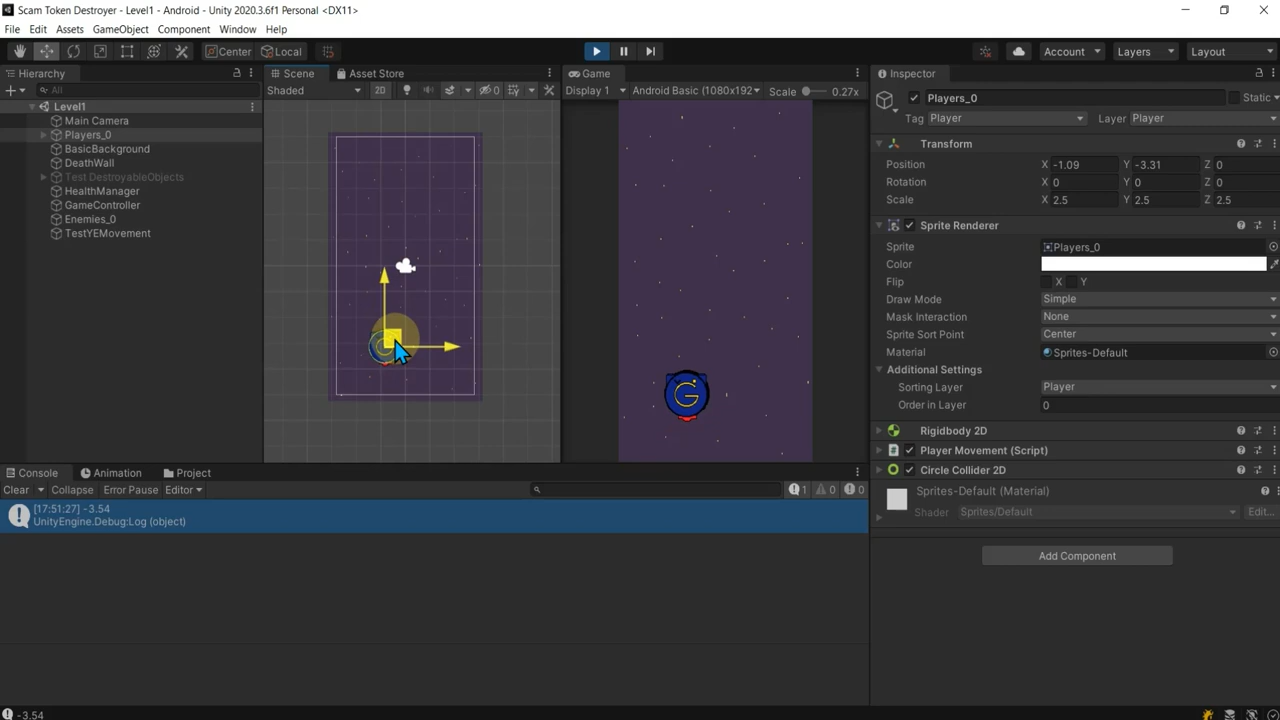 Scam Token Destroyer - Level1 - Android - Unity 2020.3.6f1 Personal <DX11>
File Edit Assets GameObject Component Window Help
Center Local Account Layers Layout
Hierarchy
All
Level1
Main Camera
Players_0
BasicBackground
DeathWall
Test DestroyableObjects
HealthManager
GameController
Enemies_0
TestYEMovement
Scene Asset Store
Shaded 2D 0
Game
Display 1 Android Basic (1080x192 Scale 0.27x
G
Inspector
Players_0 Static
Tag Player Layer Player
Transform
Position X -1.09 Y -3.31 Z 0
Rotation X 0 Y 0 Z 0
Scale X 2.5 Y 2.5 Z 2.5
Sprite Renderer
Sprite Players_0
Color
Flip X Y
Draw Mode Simple
Mask Interaction None
Sprite Sort Point Center
Material Sprites-Default
Additional Settings
Sorting Layer Player
Order in Layer 0
Rigidbody 2D
Player Movement (Script)
Circle Collider 2D
Sprites-Default (Material)
Shader Sprites/Default Edit...
Add Component
Console Animation Project
Clear Collapse Error Pause Editor 1 0 0
[17:51:27] -3.54
UnityEngine.Debug:Log (object)
-3.54